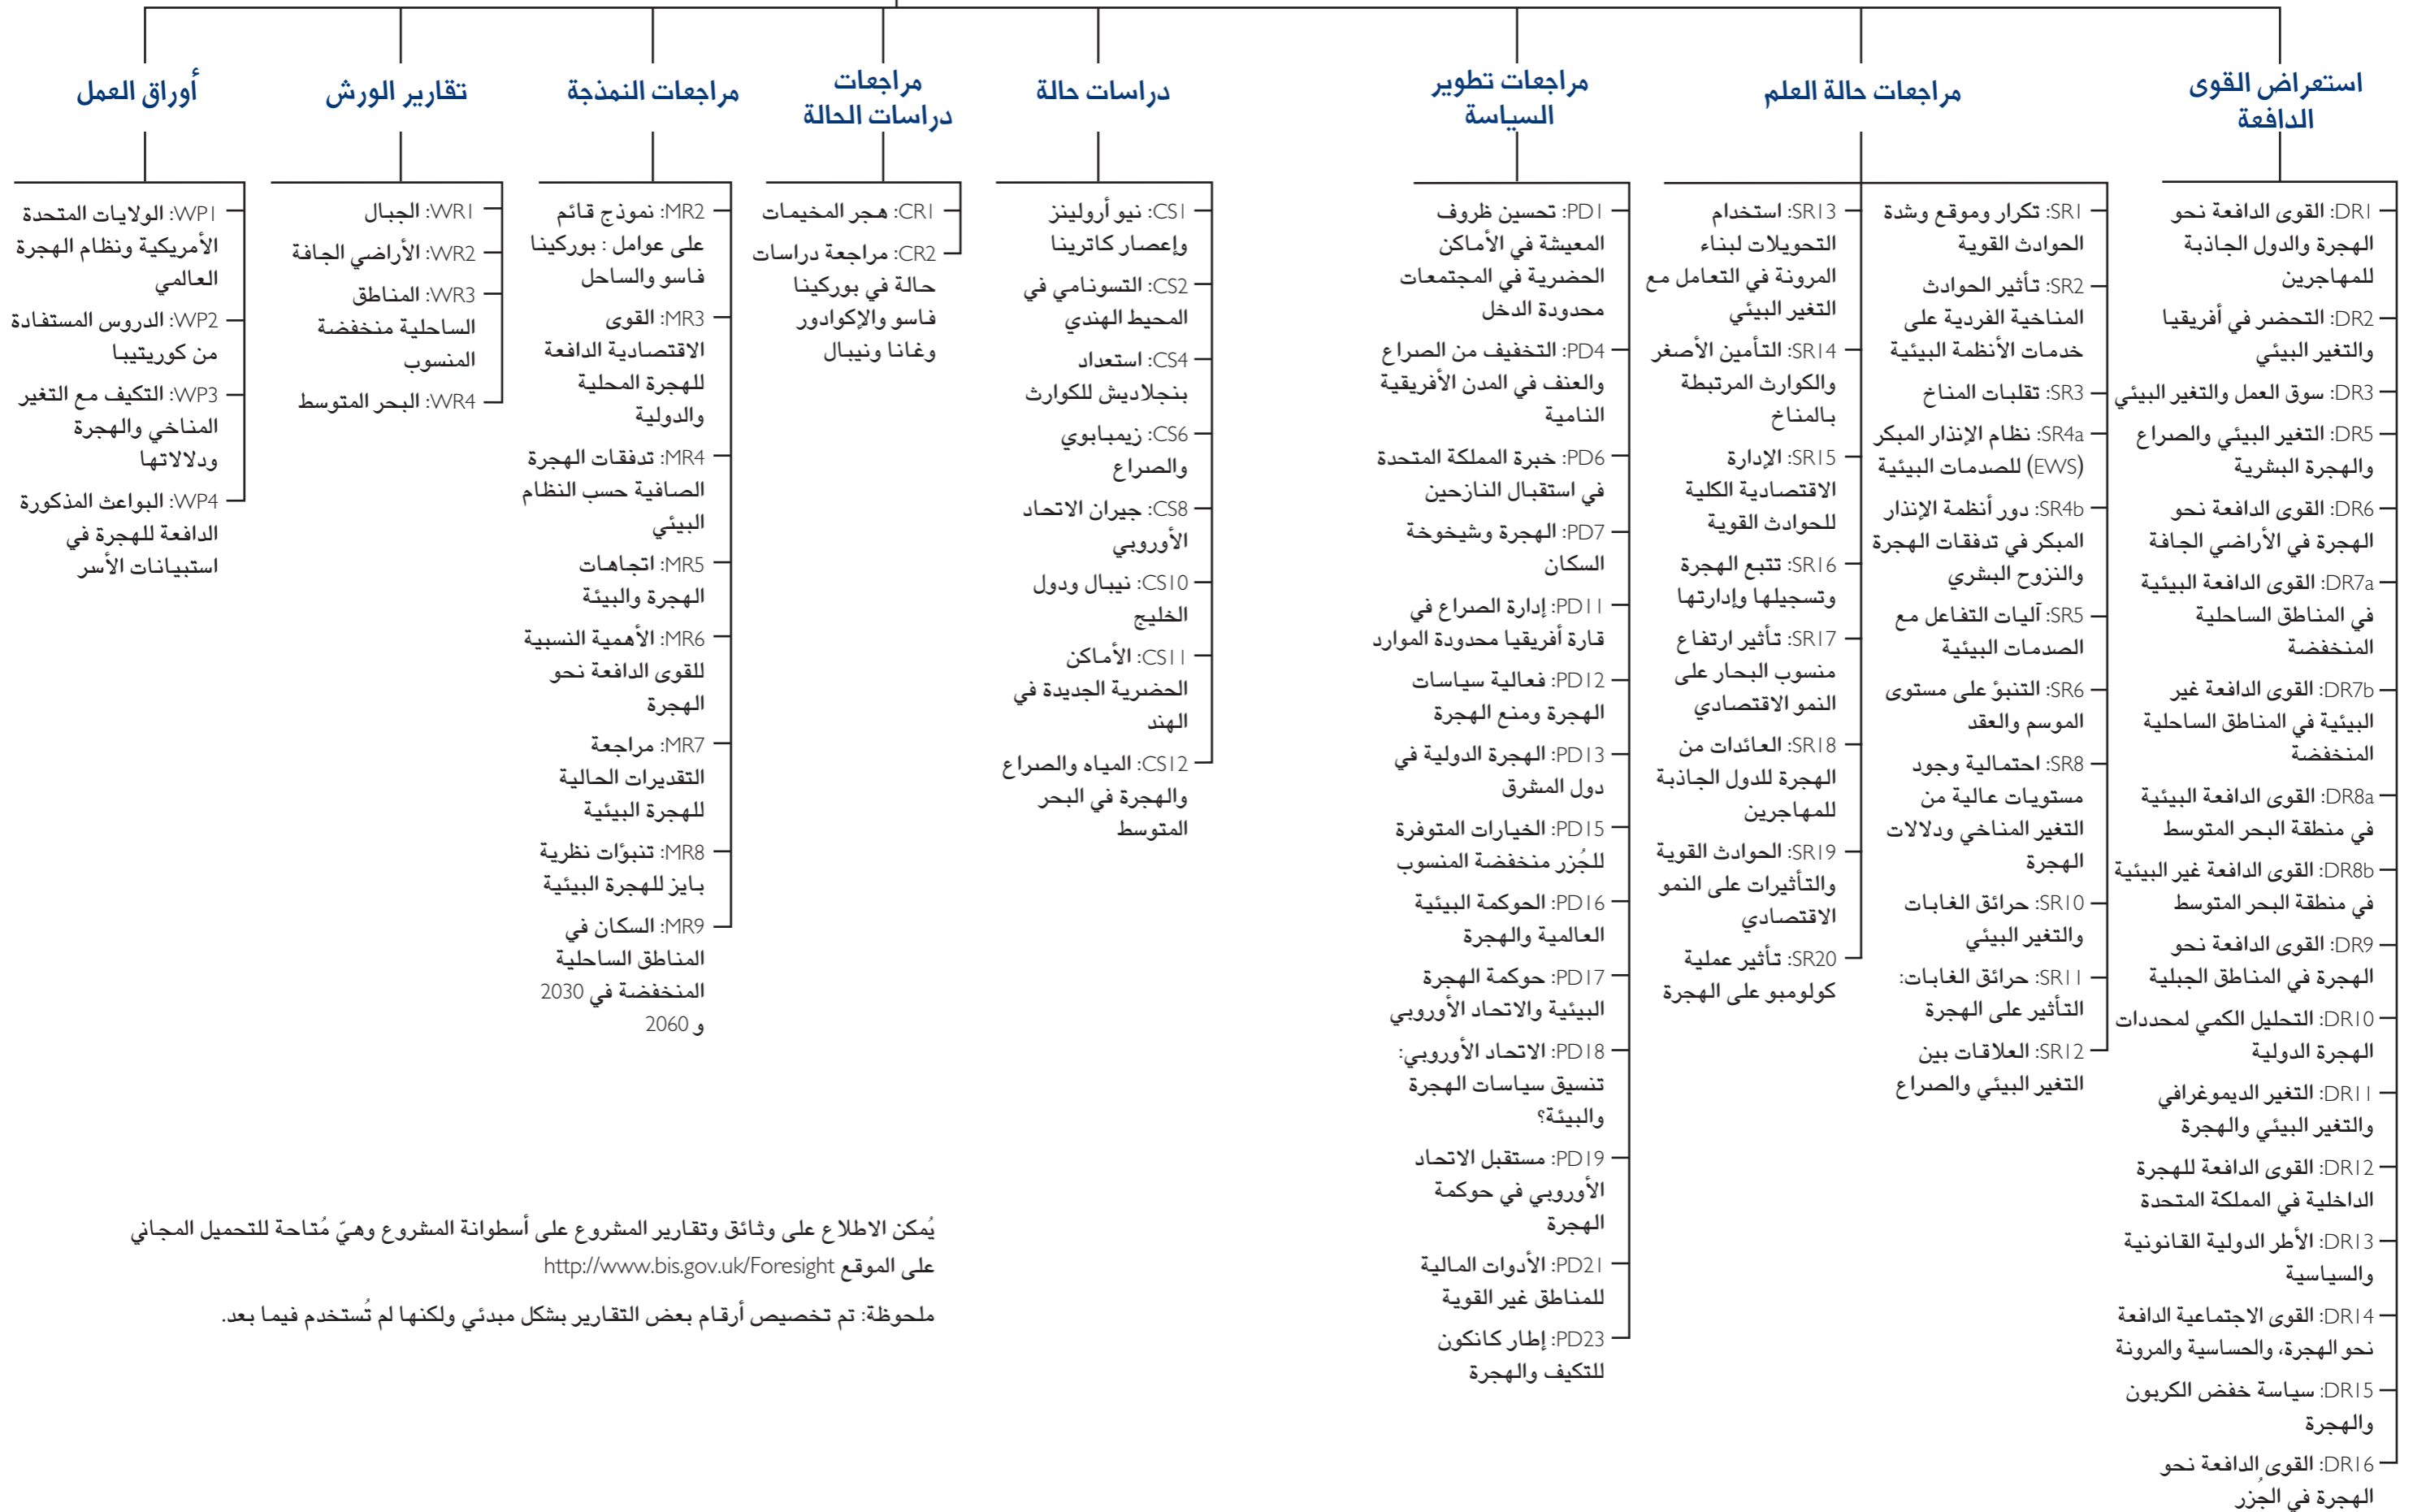 استعراض القوى
الدافعة
DR1: القوى الدافعة نحو
الهجرة والدول الجاذبة
للمهاجرين
DR2: التحضر في أفريقيا
والتغير البيئي
DR3: سوق العمل والتغير البيئي
DR5: التغير البيئي والصراع
والهجرة البشرية
DR6: القوى الدافعة نحو
الهجرة في الأراضي الجافة
DR7a: القوى الدافعة البيئية
في المناطق الساحلية
المنخفضة
DR7b: القوى الدافعة غير
البيئية في المناطق الساحلية
المنخفضة
DR8a: القوى الدافعة البيئية
في منطقة البحر المتوسط
DR8b: القوى الدافعة غير البيئية
في منطقة البحر المتوسط
DR9: القوى الدافعة نحو
الهجرة في المناطق الجبلية
DR10: التحليل الكمي لمحددات
الهجرة الدولية
DR11: التغير الديموغرافي
والتغير البيئي والهجرة
DR12: القوى الدافعة للهجرة
الداخلية في المملكة المتحدة
DR13: الأطر الدولية القانونية
والسياسية
DR14: القوى الاجتماعية الدافعة
نحو الهجرة، والحساسية والمرونة
DR15: سياسة خفض الكربون
والهجرة
DR16: القوى الدافعة نحو
الهجرة في الجُزر
مراجعات حالة العلم
SR1: تكرار وموقع وشدة
الحوادث القوية
SR2: تأثير الحوادث
المناخية الفردية على
خدمات الأنظمة البيئية
SR3: تقلبات المناخ
SR4a: نظام الإنذار المبكر
(EWS) للصدمات البيئية
SR4b: دور أنظمة الإنذار
المبكر في تدفقات الهجرة
والنزوح البشري
SR5: آليات التفاعل مع
الصدمات البيئية
SR6: التنبؤ على مستوى
الموسم والعقد
SR8: احتمالية وجود
مستويات عالية من
التغير المناخي ودلالات
الهجرة
SR10: حرائق الغابات
والتغير البيئي
SR11: حرائق الغابات:
التأثير على الهجرة
SR12: العلاقات بين
التغير البيئي والصراع
SR13: استخدام
التحويلات لبناء
المرونة في التعامل مع
التغير البيئي
SR14: التأمين الأصغر
والكوارث المرتبطة
بالمناخ
SR15: الإدارة
الاقتصادية الكلية
للحوادث القوية
SR16: تتبع الهجرة
وتسجيلها وإدارتها
SR17: تأثير ارتفاع
منسوب البحار على
النمو الاقتصادي
SR18: العائدات من
الهجرة للدول الجاذبة
للمهاجرين
SR19: الحوادث القوية
والتأثيرات على النمو
الاقتصادي
SR20: تأثير عملية
كولومبو على الهجرة
مراجعات تطوير
السياسة
PD1: تحسين ظروف
المعيشة في الأماكن
الحضرية في المجتمعات
محدودة الدخل
PD4: التخفيف من الصراع
والعنف في المدن الأفريقية
النامية
PD6: خبرة المملكة المتحدة
في استقبال النازحين
PD7: الهجرة وشيخوخة
السكان
PD11: إدارة الصراع في
قارة أفريقيا محدودة الموارد
PD12: فعالية سياسات
الهجرة ومنع الهجرة
PD13: الهجرة الدولية في
دول المشرق
PD15: الخيارات المتوفرة
للجُزر منخفضة المنسوب
PD16: الحوكمة البيئية
العالمية والهجرة
PD17: حوكمة الهجرة
البيئية والاتحاد الأوروبي
PD18: الاتحاد الأوروبي:
تنسيق سياسات الهجرة
والبيئة؟
PD19: مستقبل الاتحاد
الأوروبي في حوكمة
الهجرة
PD21: الأدوات المالية
للمناطق غير القوية
PD23: إطار كانكون
للتكيف والهجرة
دراسات حالة
CS1: نيو أرولينز
وإعصار كاترينا
CS2: التسونامي في
المحيط الهندي
CS4: استعداد
بنجلاديش للكوارث
CS6: زيمبابوي
والصراع
CS8: جيران الاتحاد
الأوروبي
CS10: نيبال ودول
الخليج
CS11: الأماكن
الحضرية الجديدة في
الهند
CS12: المياه والصراع
والهجرة في البحر
المتوسط
مراجعات
دراسات الحالة
CR1: هجر المخيمات
CR2: مراجعة دراسات
حالة في بوركينا
فاسو والإكوادور
وغانا ونيبال
مراجعات النمذجة
MR2: نموذج قائم
على عوامل : بوركينا
فاسو والساحل
MR3: القوى
الاقتصادية الدافعة
للهجرة المحلية
والدولية
MR4: تدفقات الهجرة
الصافية حسب النظام
البيئي
MR5: اتجاهات
الهجرة والبيئة
MR6: الأهمية النسبية
للقوى الدافعة نحو
الهجرة
MR7: مراجعة
التقديرات الحالية
للهجرة البيئية
MR8: تنبؤات نظرية
بايز للهجرة البيئية
MR9: السكان في
المناطق الساحلية
المنخفضة في 2030
و 2060
تقارير الورش
WR1: الجبال
WR2: الأراضي الجافة
WR3: المناطق
الساحلية منخفضة
المنسوب
WR4: البحر المتوسط
أوراق العمل
WP1: الولايات المتحدة
الأمريكية ونظام الهجرة
العالمي
WP2: الدروس المستفادة
من كوريتيبا
WP3: التكيف مع التغير
المناخي والهجرة
ودلالاتها
WP4: البواعث المذكورة
الدافعة للهجرة في
استبيانات الأسر
يُمكن الاطلاع على وثائق وتقارير المشروع على أسطوانة المشروع وهيّ مُتاحة للتحميل المجاني
على الموقع http://www.bis.gov.uk/Foresight
ملحوظة: تم تخصيص أرقام بعض التقارير بشكل مبدئي ولكنها لم تُستخدم فيما بعد.